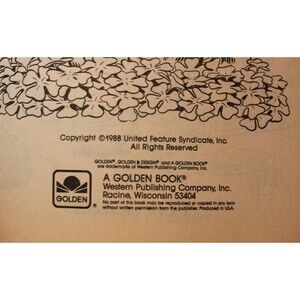 Copyright ©1988 United Feature Syndicate, Inc.
All Rights Reserved
GOLDEN®, GOLDEN & DESIGN® and A GOLDEN BOOK®
are trademarks of Western Publishing Company, Inc.
GOLDEN®
A GOLDEN BOOK®
Western Publishing Company, Inc.
Racine, Wisconsin 53404
No part of this book may be reproduced or copied in any form
without written permission from the publisher. Produced in U.S.A.